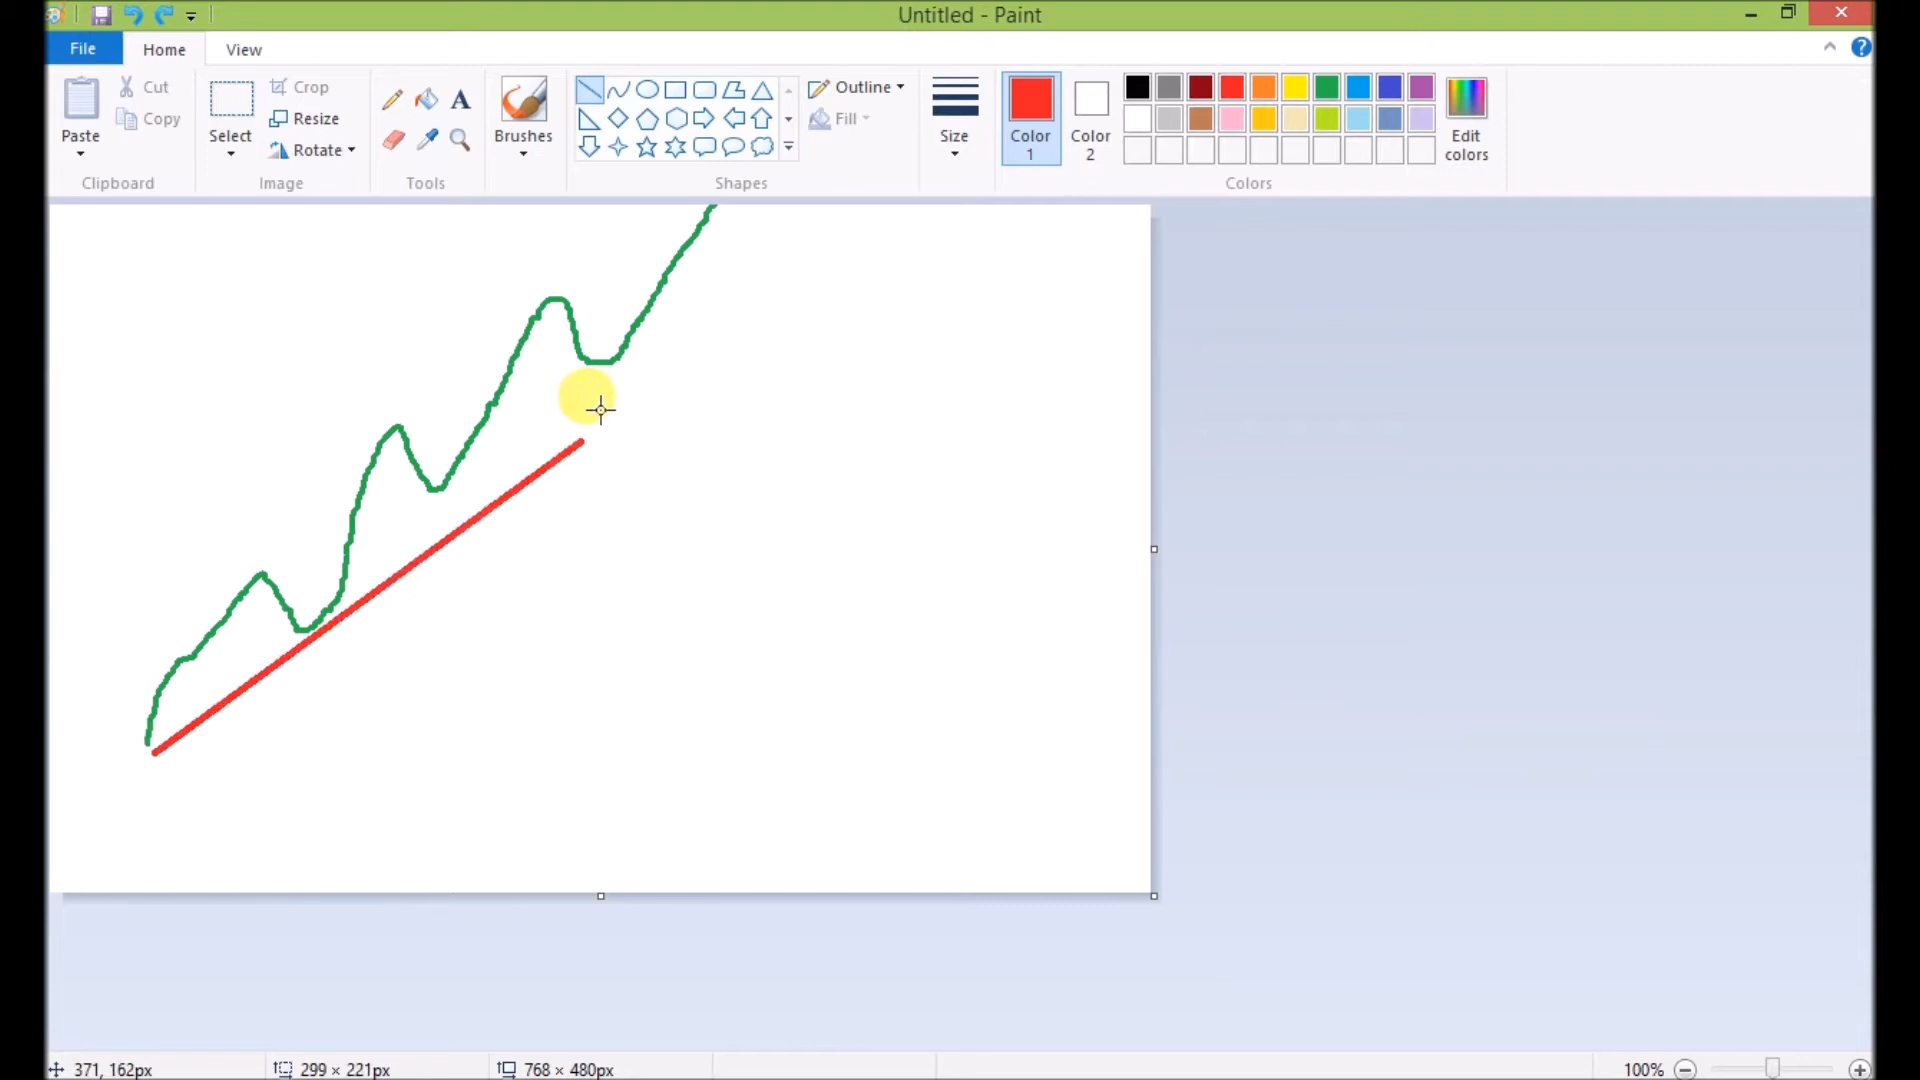 Untitled - Paint
File Home View
Paste
Cut
Copy
Clipboard
Select
Crop
Resize
Rotate
Image
Tools
Brushes
Shapes
Outline
Fill
Size
Color 1
Color 2
Edit colors
Colors
371, 162px 299 × 221px 768 × 480px 100%